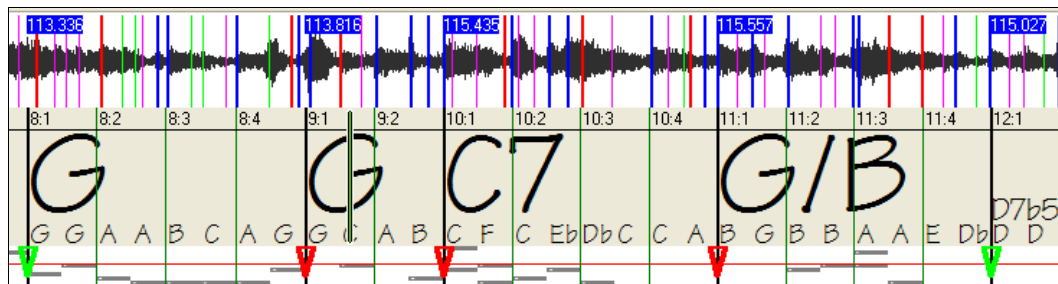 113.336 113.816 115.435 115.557 115.027
8:1 8:2 8:3 8:4 9:1 9:2 10:1 10:2 10:3 10:4 11:1 11:2 11:3 11:4 12:1
G G C7 G/B D7b5
G G A A B C A G G C A B C F C Eb Db C C A B G B B A A E Db D D